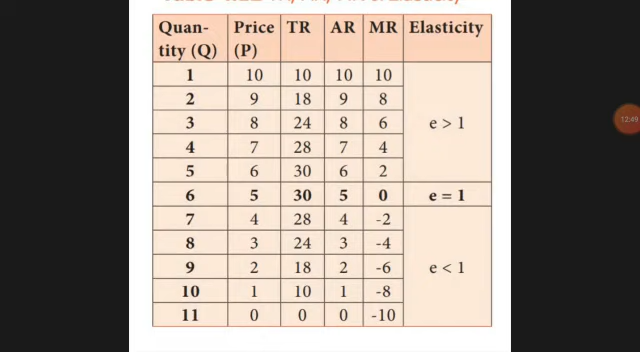 Quan- Price TR AR MR Elasticity
tity (Q) (P)
1 10 10 10 10
2 9 18 9 8
3 8 24 8 6 e > 1
4 7 28 7 4
5 6 30 6 2
6 5 30 5 0 e = 1
7 4 28 4 -2
8 3 24 3 -4
9 2 18 2 -6 e < 1
10 1 10 1 -8
11 0 0 0 -10
12:49